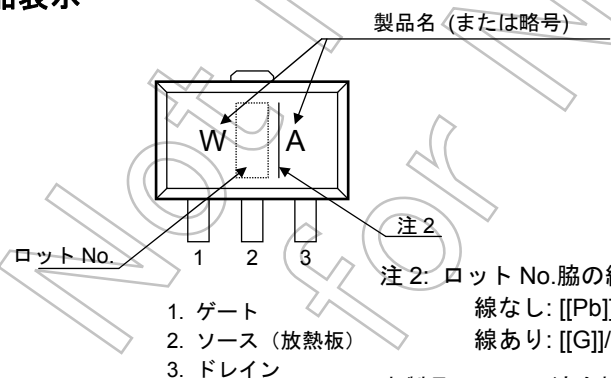 品表示
製品名 (または略号)
W A
ロット No.
1 2 3
注 2
注 2: ロット No.脇の
線なし: [[Pb]]
線あり: [[G]]/
1. ゲート
2. ソース（放熱板）
3. ドレイン
Not
for